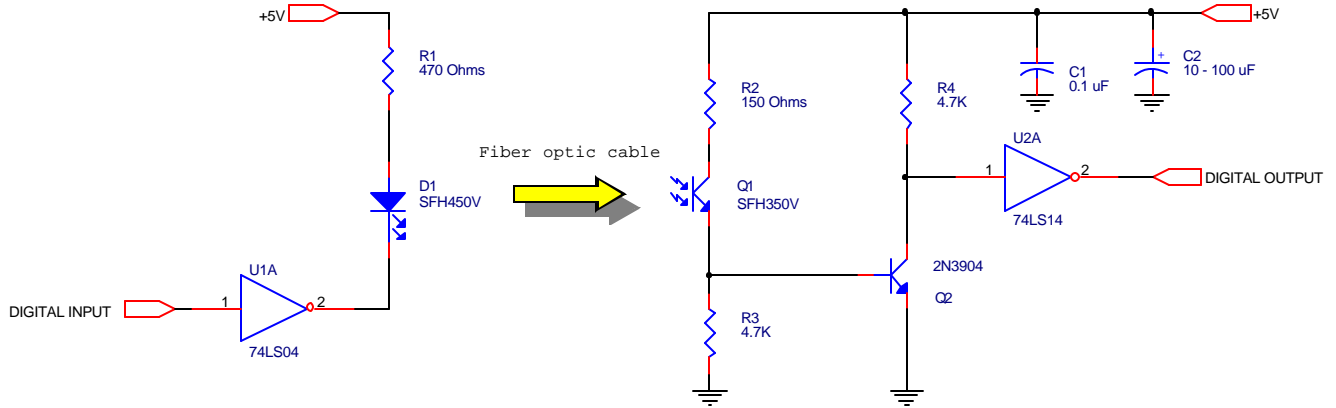 +5V
R1
470 Ohms
D1
SFH450V
U1A
1
2
74LS04
DIGITAL INPUT
Fiber optic cable
+5V
R2
150 Ohms
R4
4.7K
C1
0.1 uF
+
C2
10 - 100 uF
Q1
SFH350V
U2A
1
2
74LS14
DIGITAL OUTPUT
2N3904
Q2
R3
4.7K